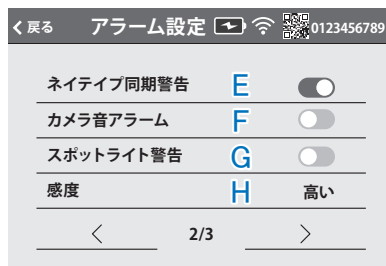 戻る アラーム設定 0123456789
ネイテイプ同期警告 E
カメラ音アラーム F
スポットライト警告 G
感度 H 高い
2/3